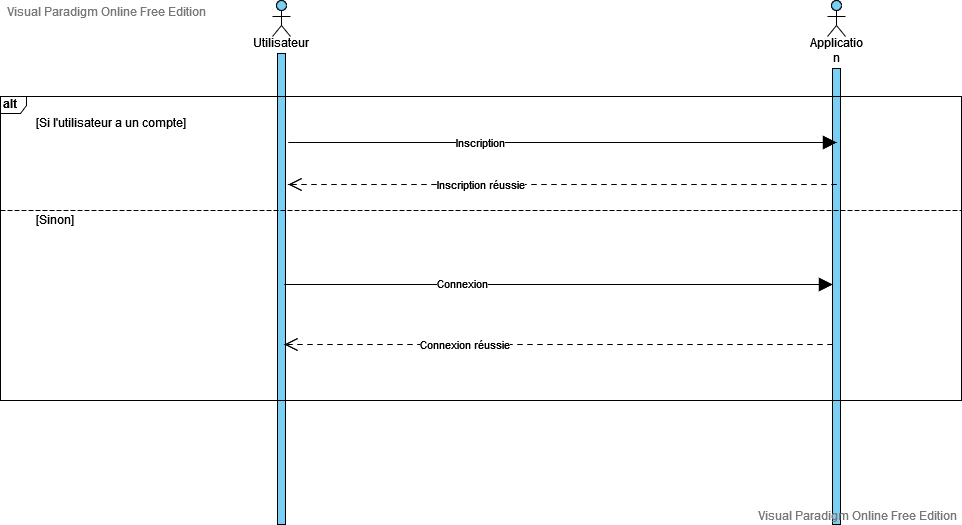 Visual Paradigm Online Free Edition
Utilisateur
Applicatio
n
alt
[Si l'utilisateur a un compte]
Inscription
Inscription réussie
[Sinon]
Connexion
Connexion réussie
Visual Paradigm Online Free Edition